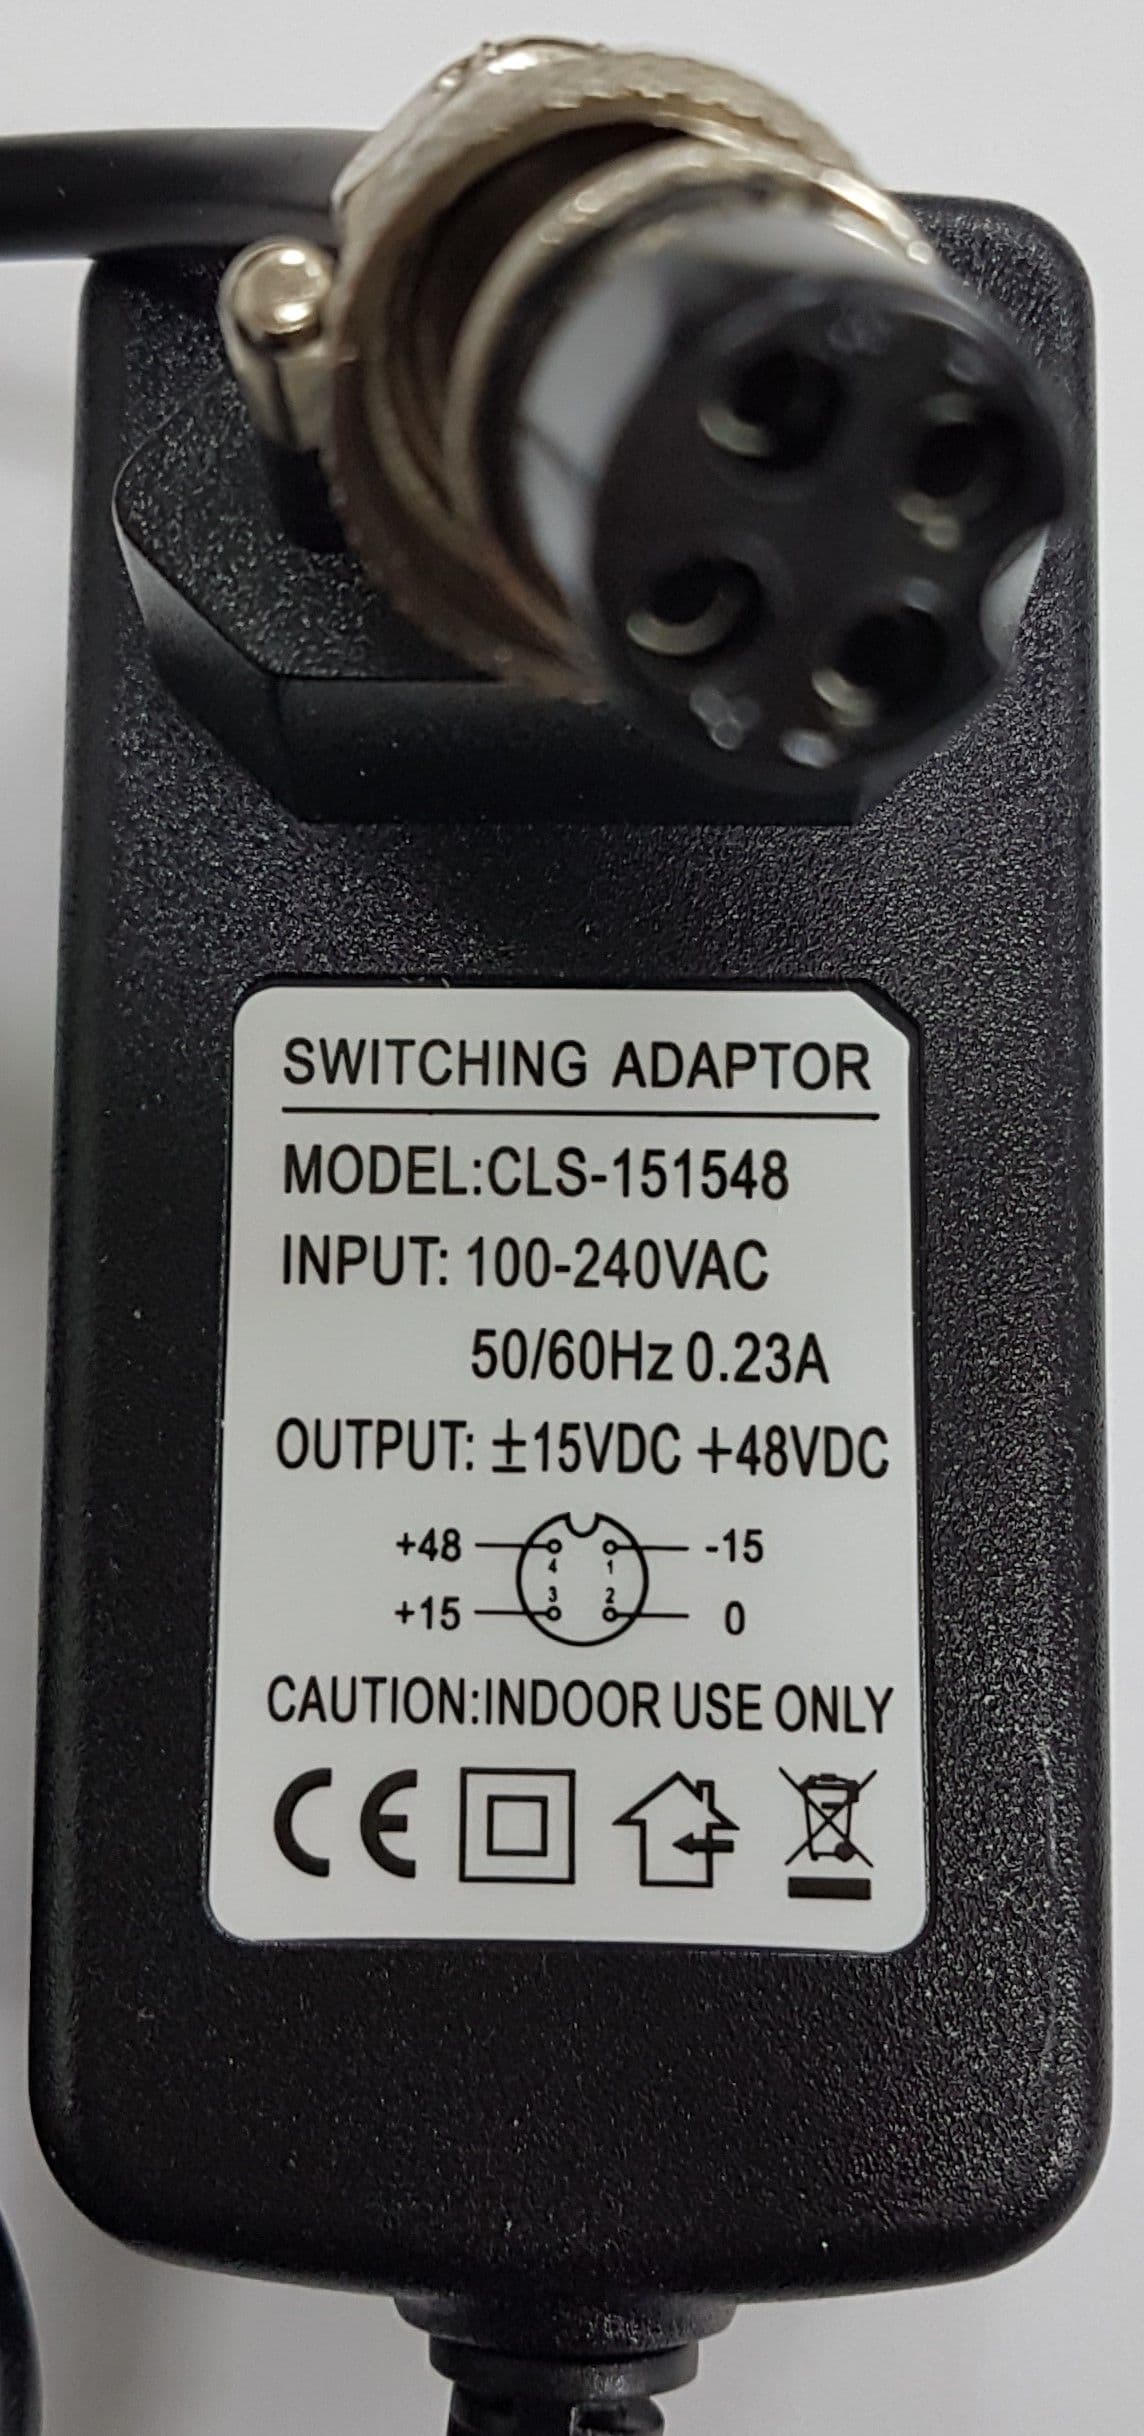 SWITCHING ADAPTOR
MODEL:CLS-151548
INPUT: 100-240VAC
50/60Hz 0.23A
OUTPUT: ±15VDC +48VDC
+48 4 1 -15
+15 3 2 0
CAUTION:INDOOR USE ONLY
CE